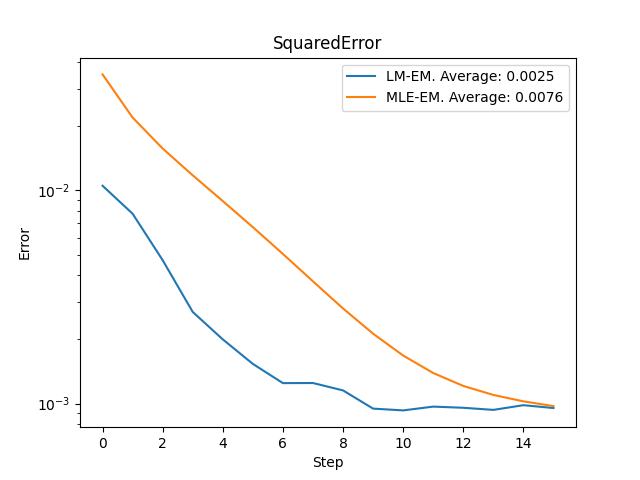 SquaredError
LM-EM. Average: 0.0025
MLE-EM. Average: 0.0076
10⁻²
10⁻³
Error
0 2 4 6 8 10 12 14
Step